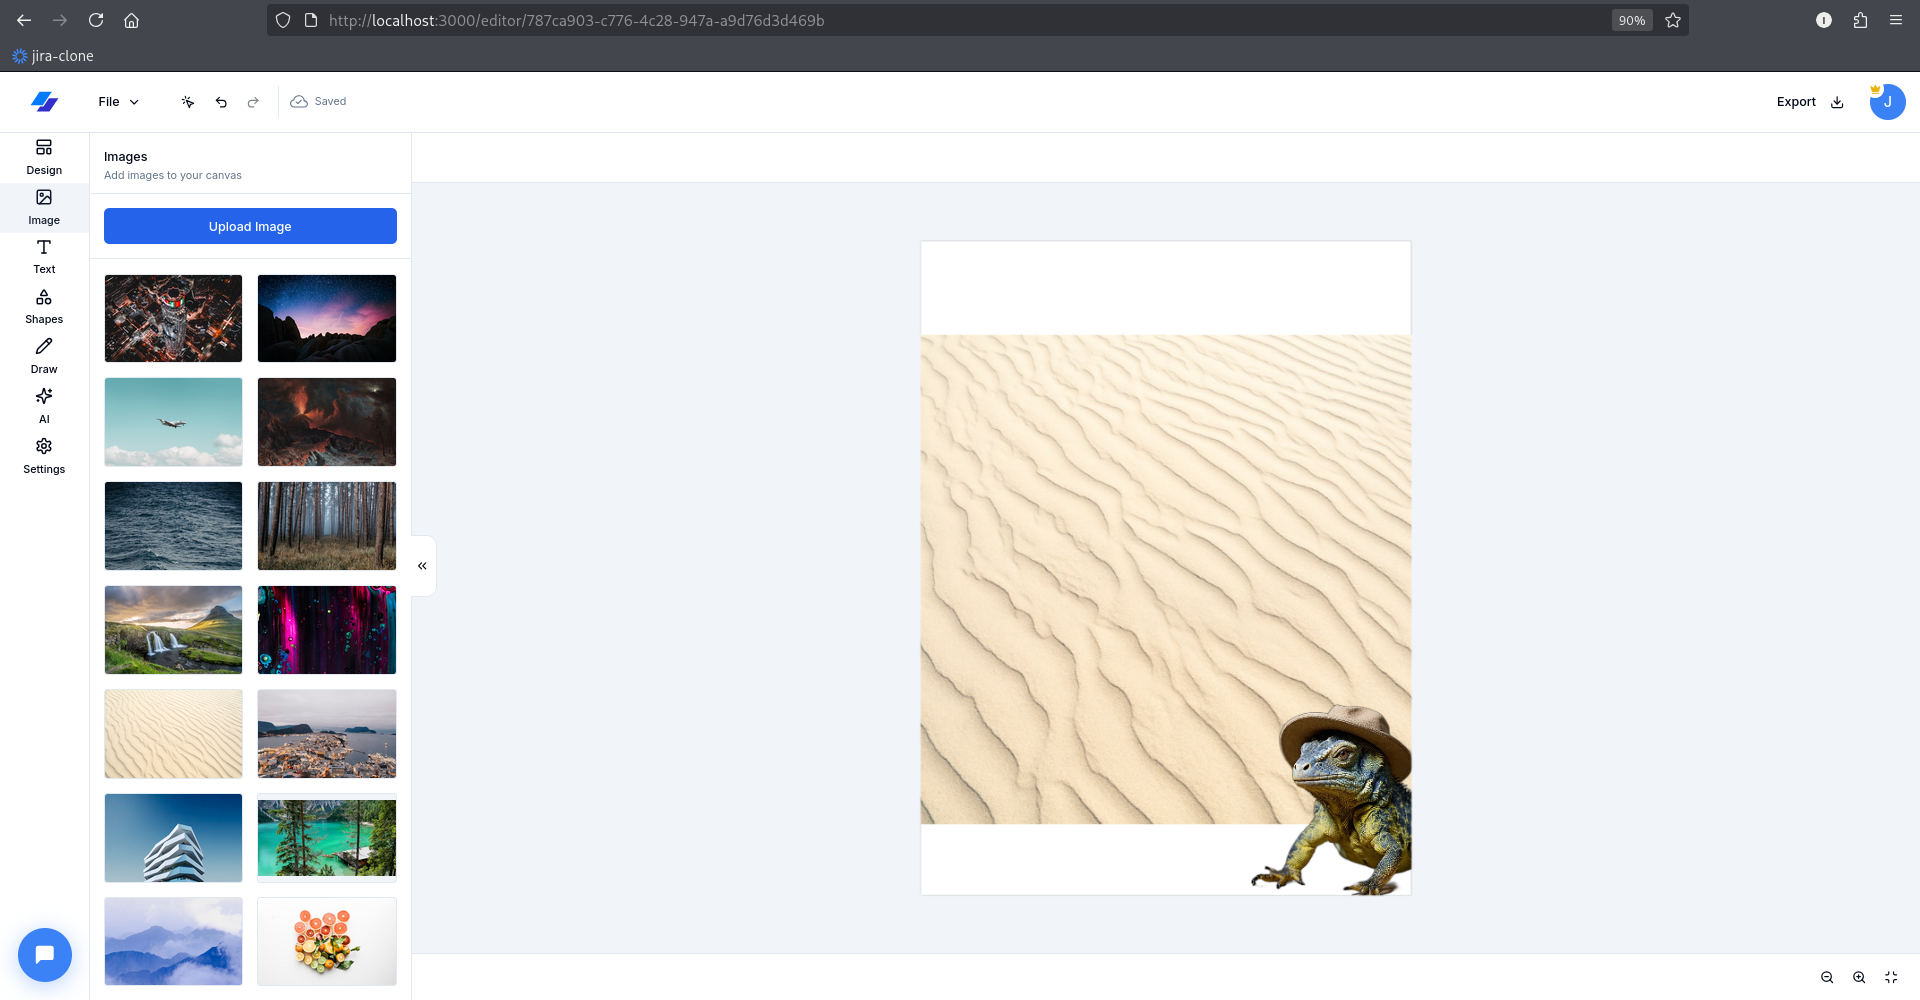 http://localhost:3000/editor/787ca903-c776-4c28-947a-a9d76d3d469b
90%
jira-clone
File
Saved
Export
J
Design
Image
Text
Shapes
Draw
AI
Settings
Images
Add images to your canvas
Upload Image